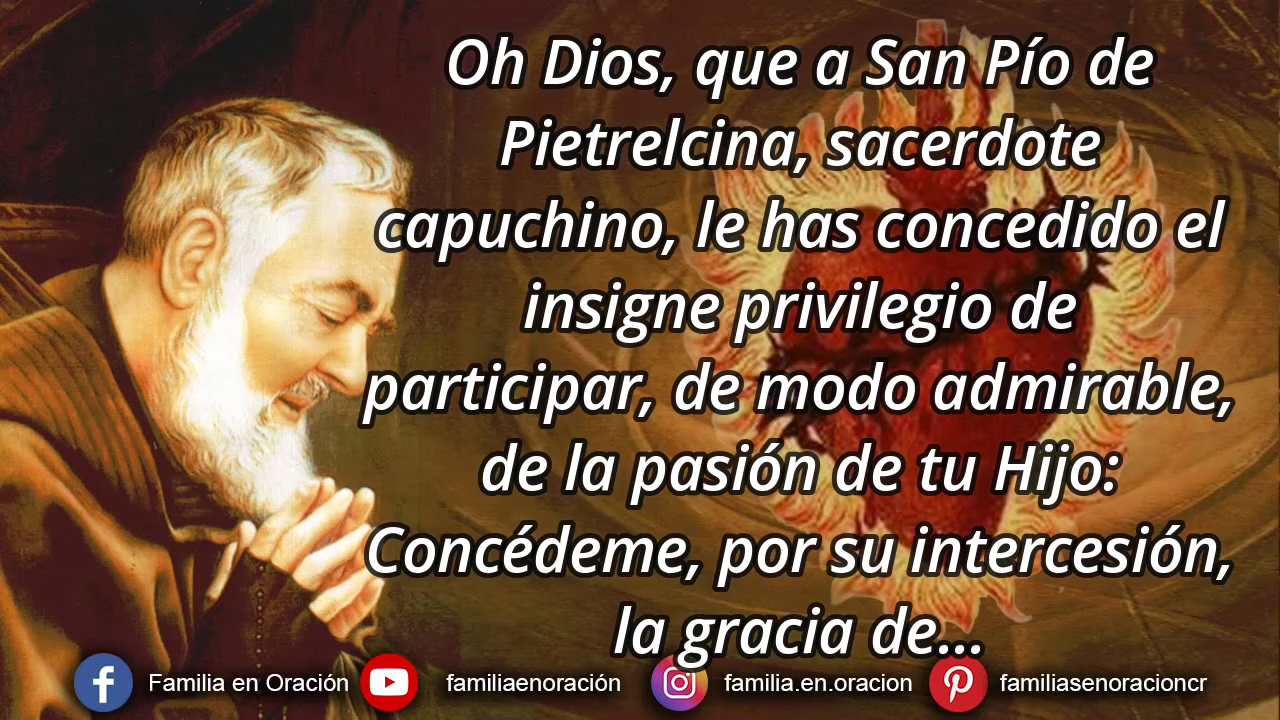 Oh Dios, que a San Pío de
Pietrelcina, sacerdote
capuchino, le has concedido el
insigne privilegio de
participar, de modo admirable,
de la pasión de tu Hijo:
Concédeme, por su intercesión,
la gracia de...
Familia en Oración familiaenoración familia.en.oracion familiasenoracioncr